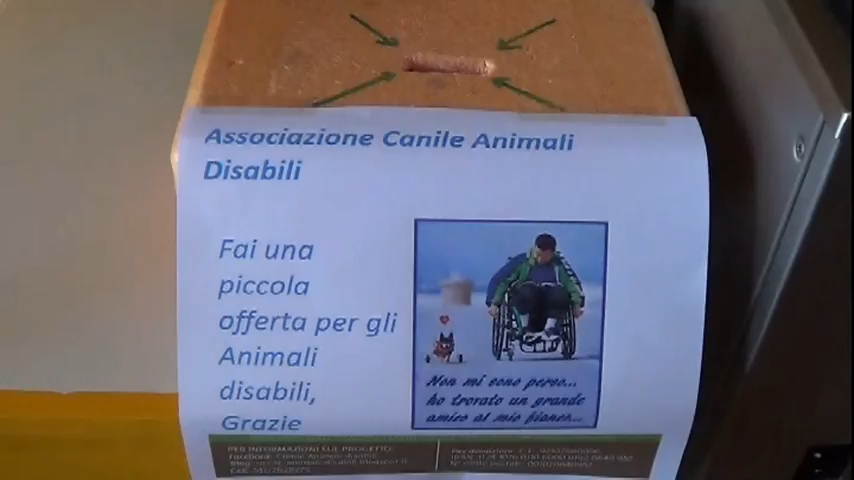 Associazione Canile Animali
Disabili
Fai una
piccola
offerta per gli
Animali
disabili,
Grazie
Non mi sono perso...
ho trovato un grande
amico al mio fianco...
PER INFORMAZIONI SUL PROGETTO: